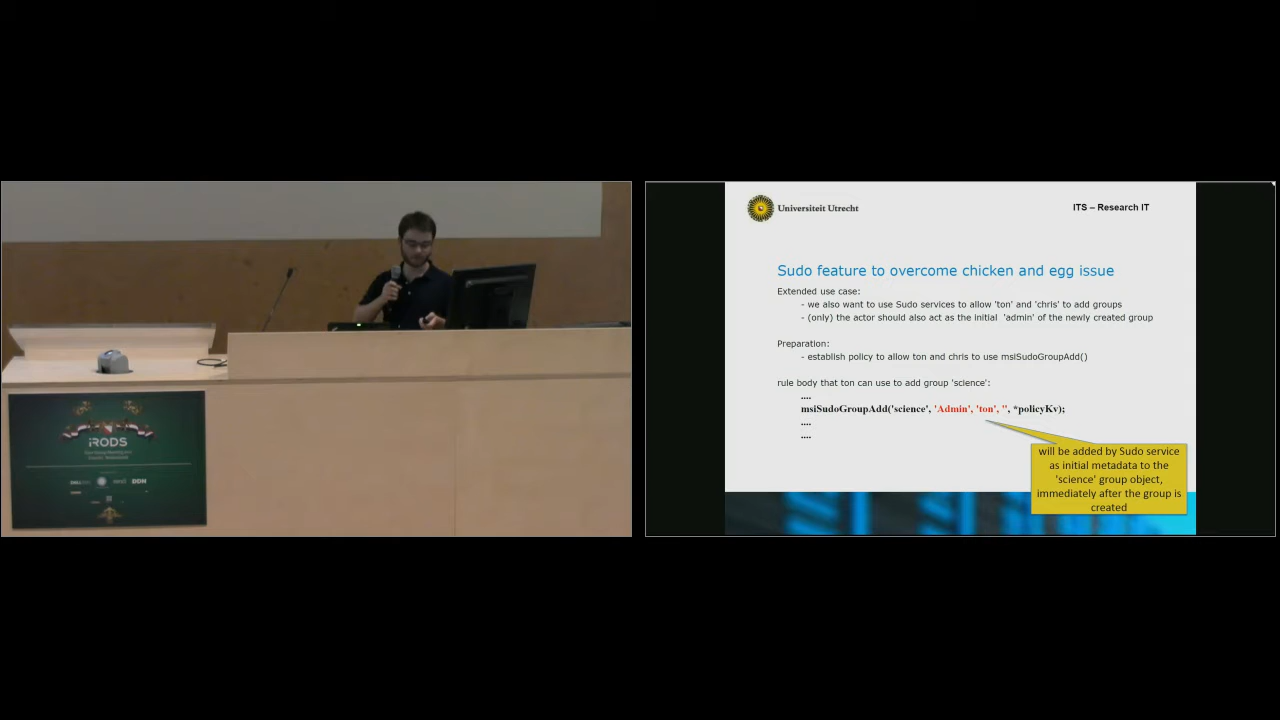 iRODS
DDN
Universiteit Utrecht
ITS – Research IT
Sudo feature to overcome chicken and egg issue
Extended use case:
- we also want to use Sudo services to allow 'ton' and 'chris' to add groups
- (only) the actor should also act as the initial 'admin' of the newly created group
Preparation:
- establish policy to allow ton and chris to use msiSudoGroupAdd()
rule body that ton can use to add group 'science':
....
msiSudoGroupAdd('science', 'Admin', 'ton', '', *policyKv);
....
....
will be added by Sudo service
as initial metadata to the
'science' group object,
immediately after the group is
created